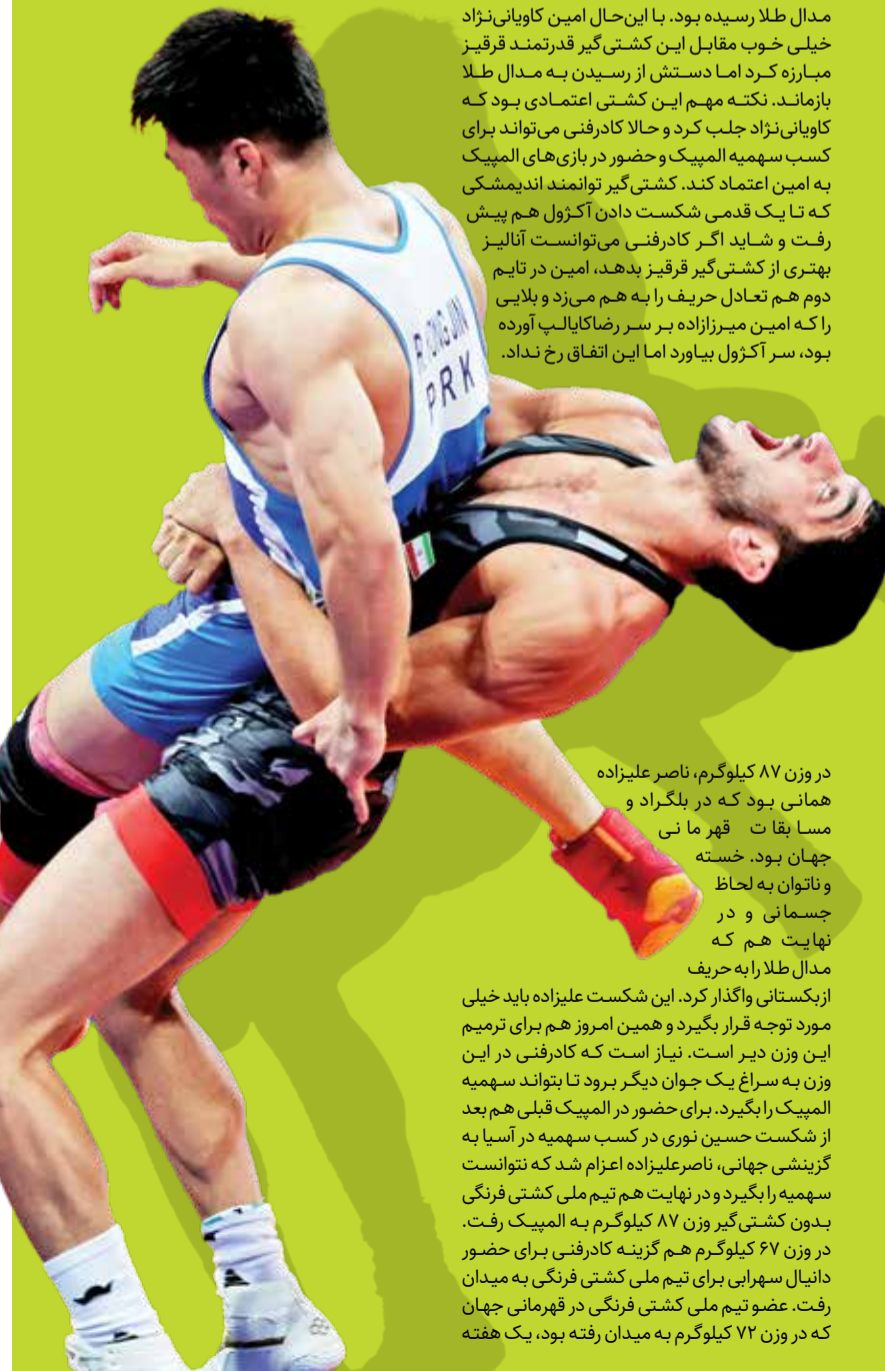 مدال طلا رسیده بود. با این‌حال امین کاویانی‌نژاد
خیلی خوب مقابل این کشتی‌گیر قدرتمند قرقیز
مبارزه کرد اما دستش از رسیدن به مدال طلا
بازماند. نکته مهم این کشتی اعتمادی بود که
کاویانی‌نژاد جلب کرد و حالا کادرفنی می‌تواند برای
کسب سهمیه المپیک و حضور در بازی‌های المپیک
به امین اعتماد کند. کشتی‌گیر توانمند اندیمشکی
که تا یک قدمی شکست دادن آکژول هم پیش
رفت و شاید اگر کادرفنی می‌توانست آنالیز
بهتری از کشتی‌گیر قرقیز بدهد، امین در تایم
دوم هم تعادل حریف را به هم می‌زد و بلایی
را که امین میرزازاده بر سر رضاکایالپ آورده
بود، سر آکژول بیاورد اما این اتفاق رخ نداد.
PRK
در وزن ۸۷ کیلوگرم، ناصر علیزاده
همانی بود که در بلگراد و
مسابقات قهرمانی
جهان بود. خسته
و ناتوان به لحاظ
جسمانی و در
نهایت هم که
مدال طلا را به حریف
ازبکستانی واگذار کرد. این شکست علیزاده باید خیلی
مورد توجه قرار بگیرد و همین امروز هم برای ترمیم
این وزن دیر است. نیاز است که کادرفنی در این
وزن به سراغ یک جوان دیگر برود تا بتواند سهمیه
المپیک را بگیرد. برای حضور در المپیک قبلی هم بعد
از شکست حسین نوری در کسب سهمیه در آسیا به
گزینشی جهانی، ناصرعلیزاده اعزام شد که نتوانست
سهمیه را بگیرد و در نهایت هم تیم ملی کشتی فرنگی
بدون کشتی‌گیر وزن ۸۷ کیلوگرم به المپیک رفت.
در وزن ۶۷ کیلوگرم هم گزینه کادرفنی برای حضور
دانیال سهرابی برای تیم ملی کشتی فرنگی به میدان
رفت. عضو تیم ملی کشتی فرنگی در قهرمانی جهان
که در وزن ۷۲ کیلوگرم به میدان رفته بود، یک هفته